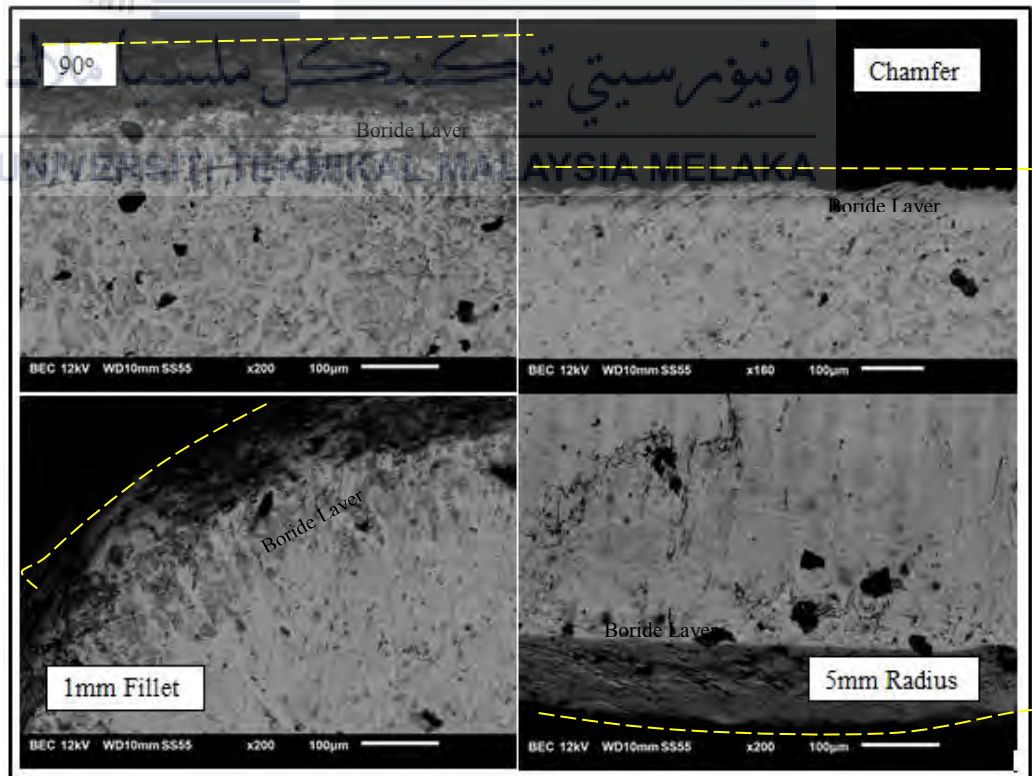 90°
Chamfer
اونيۏرسيتي تيكنيكل مليسيا ملاك
Boride Layer
UNIVERSITI TEKNIKAL MALAYSIA MELAKA
Boride Layer
BEC 12kV WD10mm SS55 x200 100µm
BEC 12kV WD10mm SS55 x160 100µm
Boride Layer
1mm Fillet
Boride Layer
5mm Radius
BEC 12kV WD10mm SS55 x200 100µm
BEC 12kV WD10mm SS55 x200 100µm